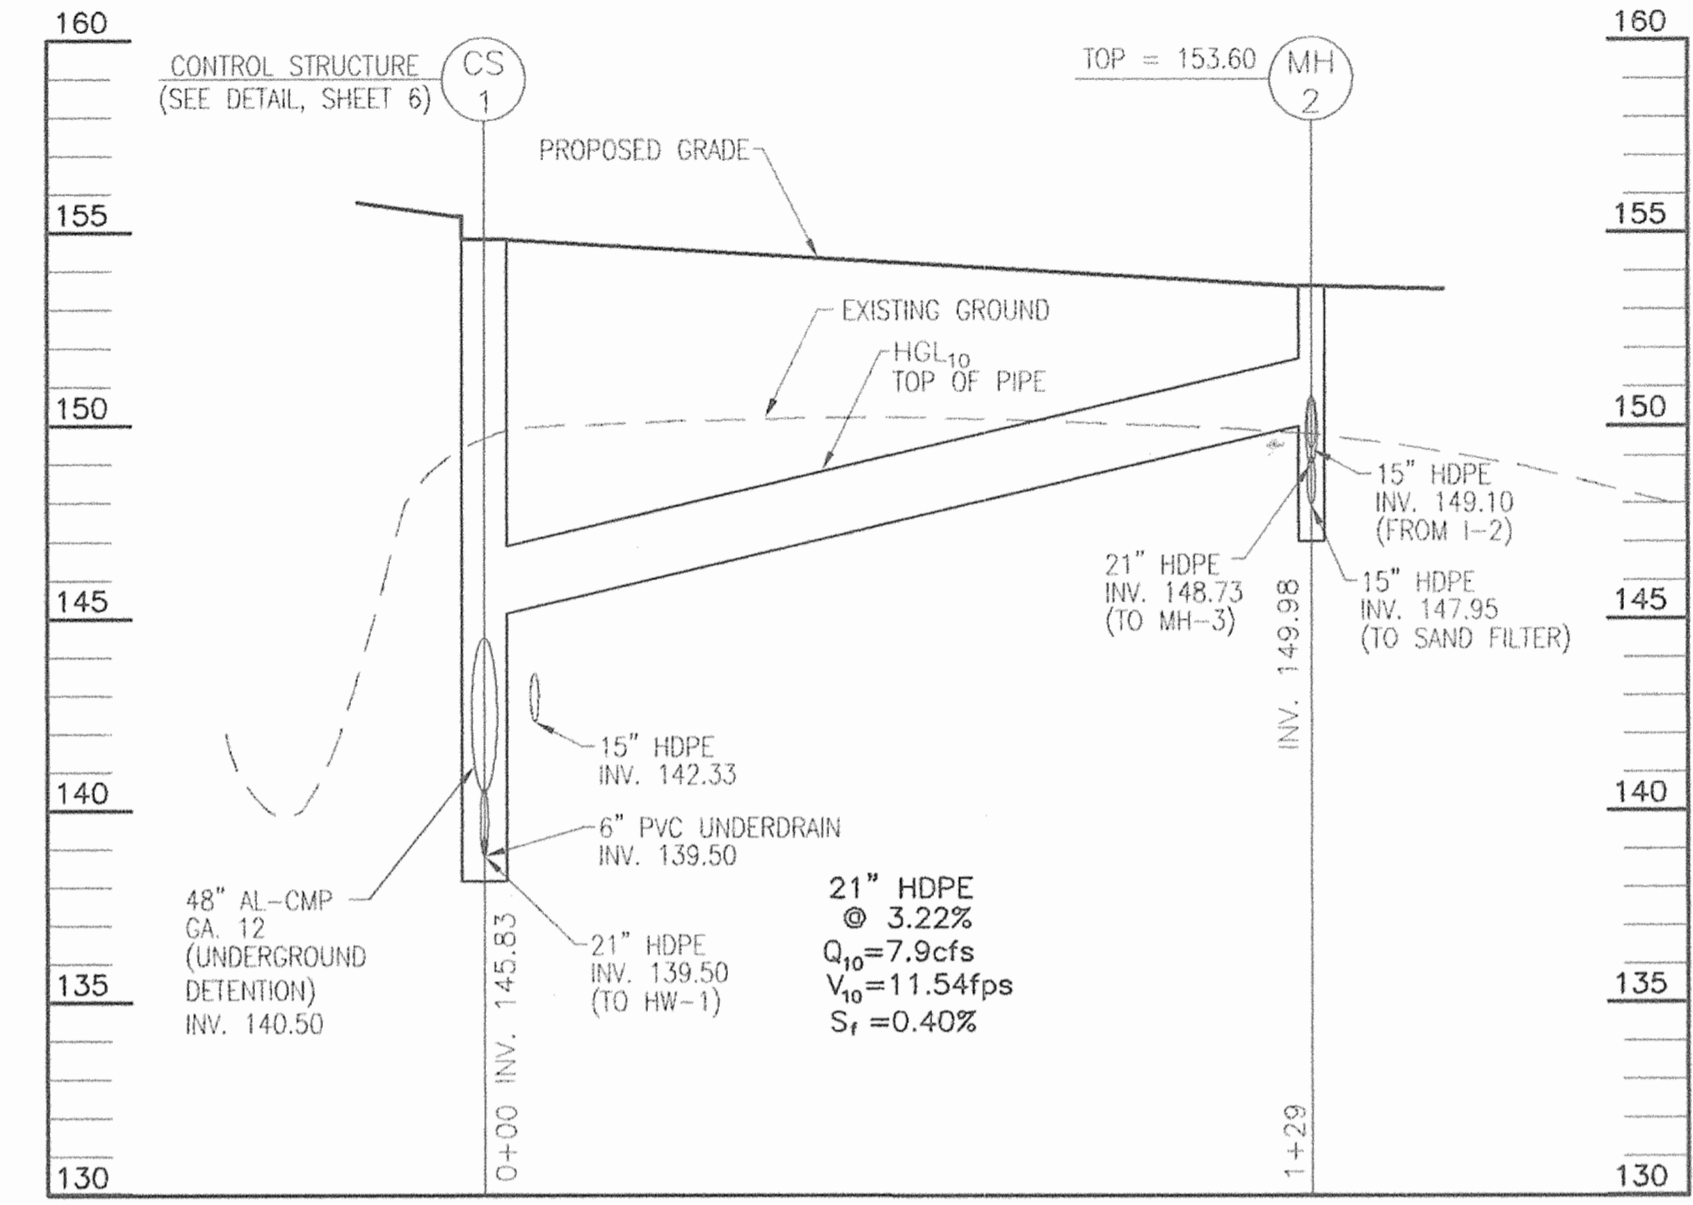 160
160
CONTROL STRUCTURE
(SEE DETAIL, SHEET 6)
CS
1
TOP = 153.60
MH
2
PROPOSED GRADE
155
155
EXISTING GROUND
HGL10
TOP OF PIPE
150
150
15" HDPE
INV. 149.10
(FROM I-2)
21" HDPE
INV. 148.73
(TO MH-3)
15" HDPE
INV. 147.95
(TO SAND FILTER)
145
145
INV. 149.98
15" HDPE
INV. 142.33
140
140
6" PVC UNDERDRAIN
INV. 139.50
48" AL-CMP
GA. 12
(UNDERGROUND
DETENTION)
INV. 140.50
21" HDPE
INV. 139.50
(TO HW-1)
21" HDPE
@ 3.22%
Q10=7.9cfs
V10=11.54fps
Sf =0.40%
135
135
0+00 INV. 145.83
1+29
130
130